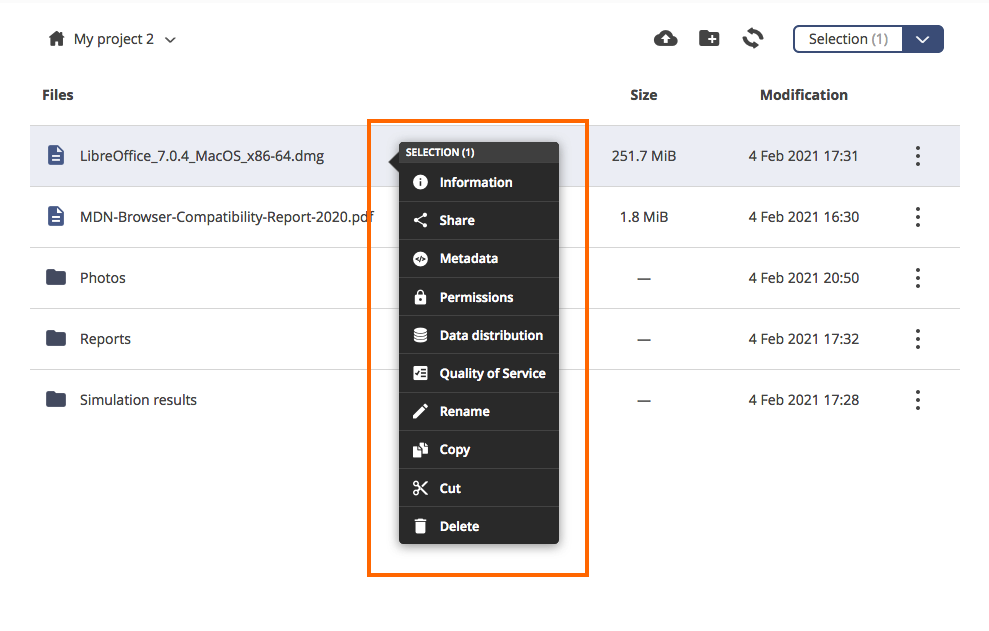 My project 2
Selection (1)
Files Size Modification
LibreOffice_7.0.4_MacOS_x86-64.dmg 251.7 MiB 4 Feb 2021 17:31
MDN-Browser-Compatibility-Report-2020.pdf 1.8 MiB 4 Feb 2021 16:30
Photos — 4 Feb 2021 20:50
Reports — 4 Feb 2021 17:32
Simulation results — 4 Feb 2021 17:28
SELECTION (1)
Information
Share
Metadata
Permissions
Data distribution
Quality of Service
Rename
Copy
Cut
Delete